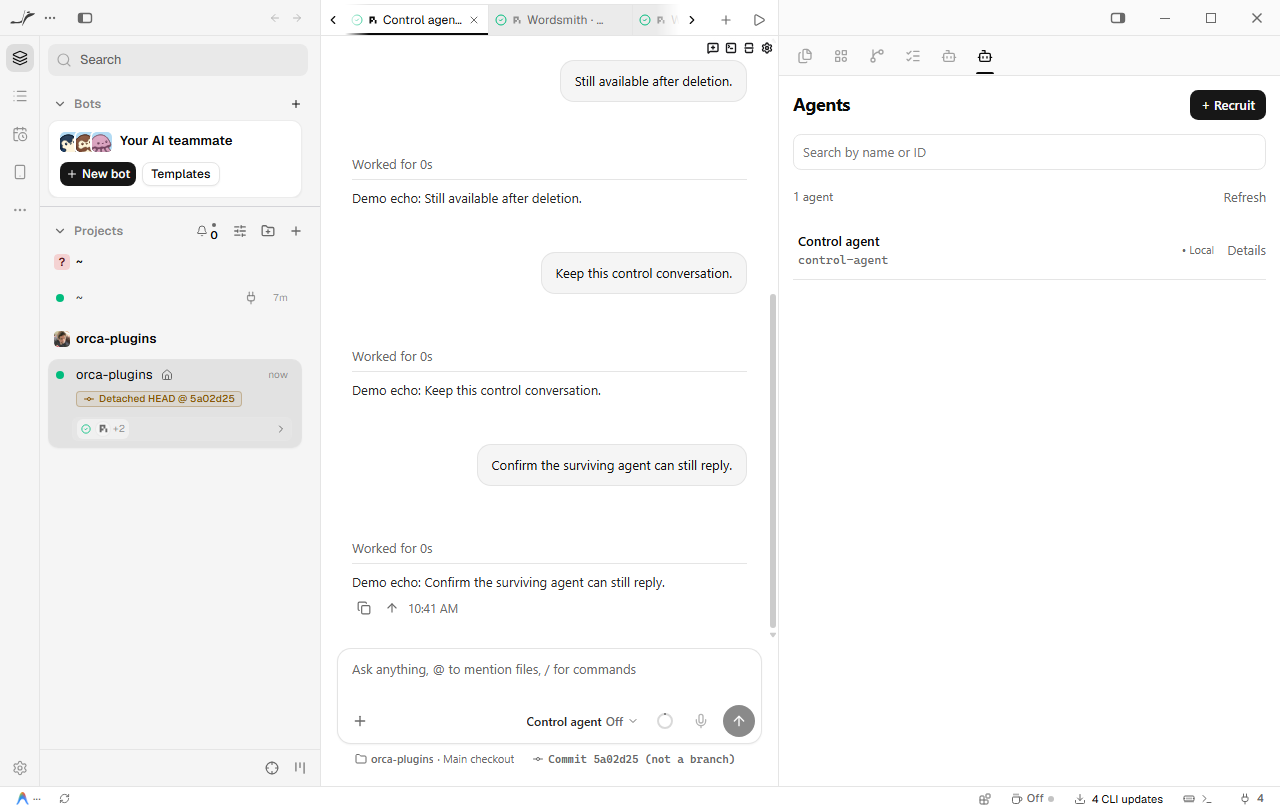 Search
Bots
Your AI teammate
+ New bot
Templates
Projects
0
? ~
~ 7m
orca-plugins
orca-plugins now
Detached HEAD @ 5a02d25
+2
Control agen...
Wordsmith · ...
Still available after deletion.
Worked for 0s
Demo echo: Still available after deletion.
Keep this control conversation.
Worked for 0s
Demo echo: Keep this control conversation.
Confirm the surviving agent can still reply.
Worked for 0s
Demo echo: Confirm the surviving agent can still reply.
10:41 AM
Ask anything, @ to mention files, / for commands
Control agent Off
orca-plugins · Main checkout
Commit 5a02d25 (not a branch)
Agents
+ Recruit
Search by name or ID
1 agent
Refresh
Control agent
control-agent
• Local
Details
Off
4 CLI updates
4